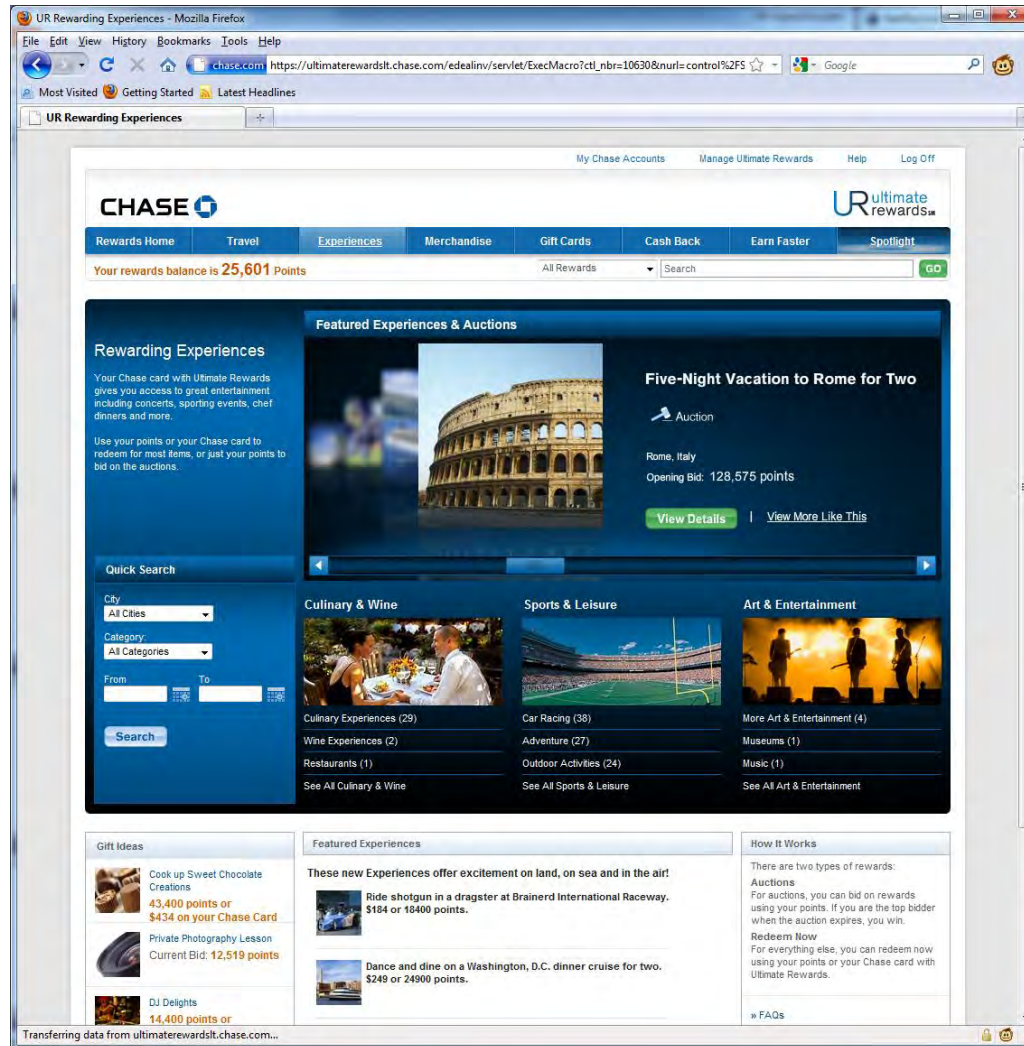 UR Rewarding Experiences - Mozilla Firefox
File Edit View History Bookmarks Tools Help
chase.com https://ultimaterewardslt.chase.com/edealinv/servlet/ExecMacro?ctl_nbr=10630&nurl=control%2FS
Google
Most Visited Getting Started Latest Headlines
UR Rewarding Experiences
My Chase Accounts Manage Ultimate Rewards Help Log Off
CHASE
UR ultimate rewards SM
Rewards Home Travel Experiences Merchandise Gift Cards Cash Back Earn Faster Spotlight
Your rewards balance is 25,601 Points
All Rewards Search GO
Featured Experiences & Auctions
Rewarding Experiences
Your Chase card with Ultimate Rewards
gives you access to great entertainment
including concerts, sporting events, chef
dinners and more.
Use your points or your Chase card to
redeem for most items, or just your points to
bid on the auctions.
Five-Night Vacation to Rome for Two
Auction
Rome, Italy
Opening Bid: 128,575 points
View Details | View More Like This
Quick Search
City
All Cities
Category:
All Categories
From To
Search
Culinary & Wine
Culinary Experiences (29)
Wine Experiences (2)
Restaurants (1)
See All Culinary & Wine
Sports & Leisure
Car Racing (38)
Adventure (27)
Outdoor Activities (24)
See All Sports & Leisure
Art & Entertainment
More Art & Entertainment (4)
Museums (1)
Music (1)
See All Art & Entertainment
Gift Ideas
Cook up Sweet Chocolate
Creations
43,400 points or
$434 on your Chase Card
Private Photography Lesson
Current Bid: 12,519 points
DJ Delights
14,400 points or
Featured Experiences
These new Experiences offer excitement on land, on sea and in the air!
Ride shotgun in a dragster at Brainerd International Raceway.
$184 or 18400 points.
Dance and dine on a Washington, D.C. dinner cruise for two.
$249 or 24900 points.
How It Works
There are two types of rewards:
Auctions
For auctions, you can bid on rewards
using your points. If you are the top bidder
when the auction expires, you win.
Redeem Now
For everything else, you can redeem now
using your points or your Chase card with
Ultimate Rewards.
» FAQs
Transferring data from ultimaterewardslt.chase.com...